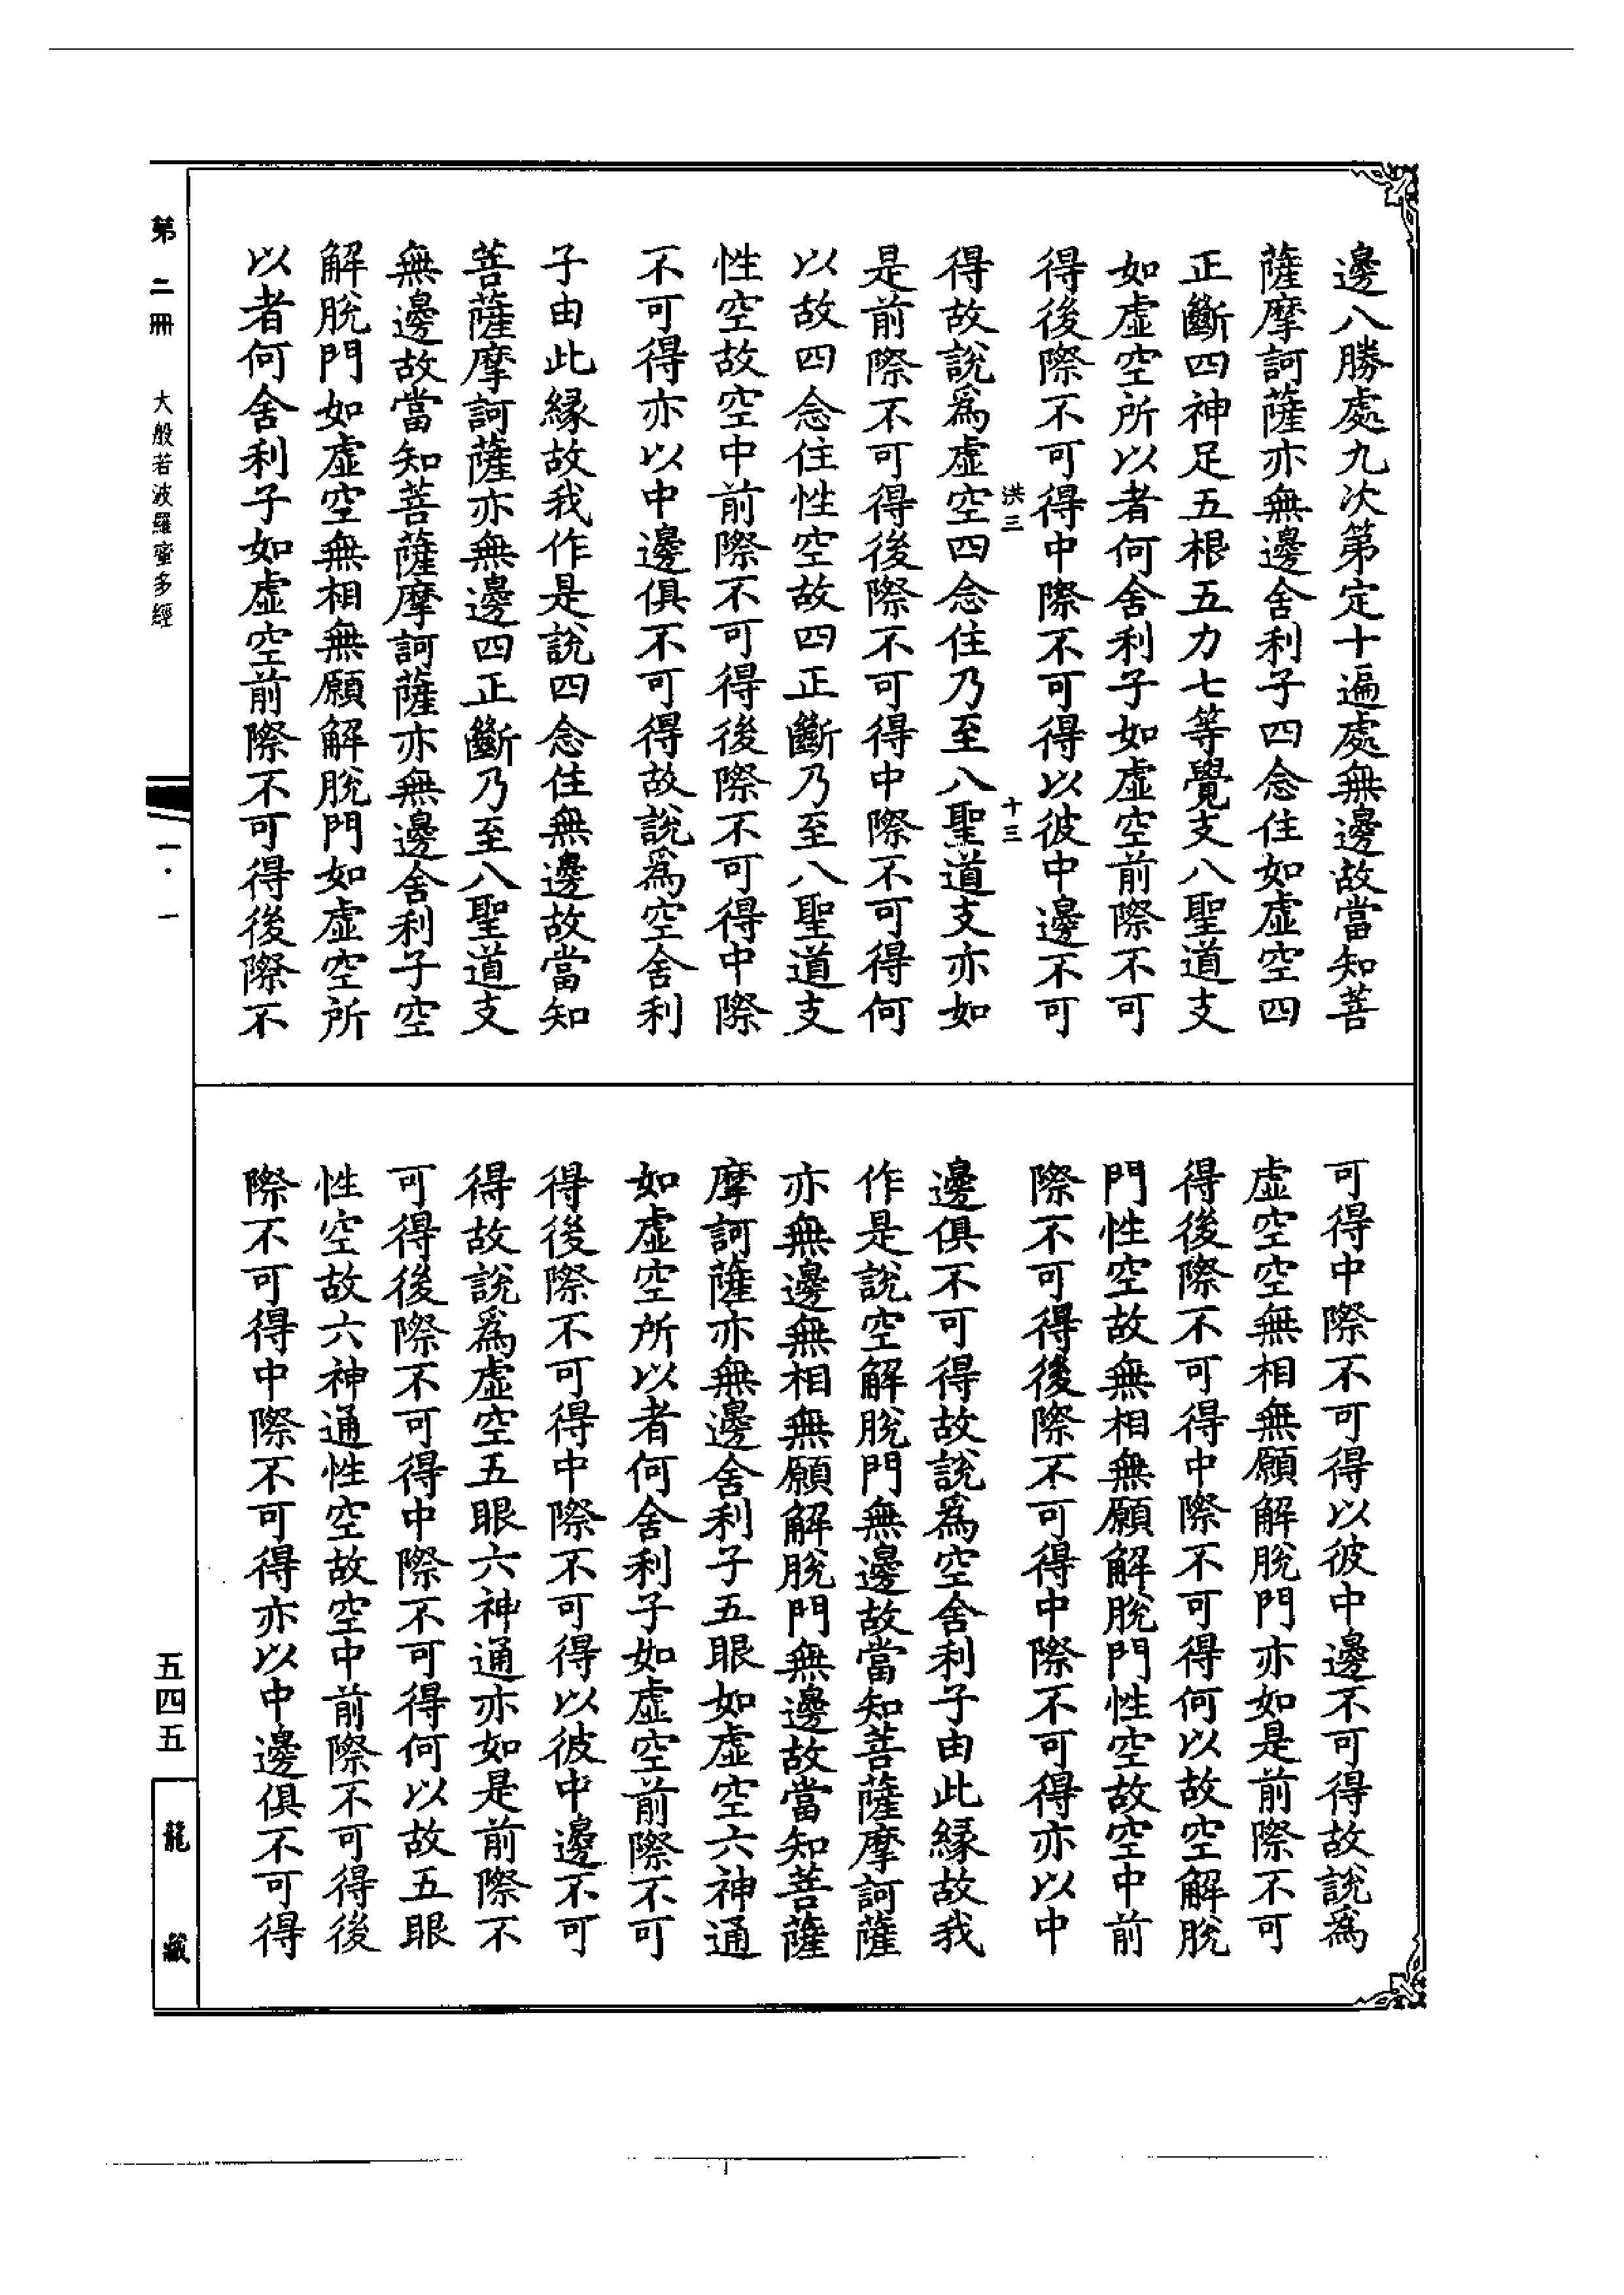 邊八勝處九次第定十遍處無邊故當知菩
薩摩訶薩亦無邊舍利子四念住如虛空四
正斷四神足五根五力七等覺支八聖道支
如虛空所以者何舍利子如虛空前際不可
得後際不可得中際不可得以彼中邊不可
洪三
十三
得故說爲虛空四念住乃至八聖道支亦如
是前際不可得後際不可得中際不可得何
以故四念住性空故四正斷乃至八聖道支
性空故空中前際不可得後際不可得中際
不可得亦以中邊俱不可得故說爲空舍利
子由此緣故我作是說四念住無邊故當知
菩薩摩訶薩亦無邊四正斷乃至八聖道支
無邊故當知菩薩摩訶薩亦無邊舍利子空
解脫門如虛空無相無願解脫門如虛空所
以者何舍利子如虛空前際不可得後際不
可得中際不可得以彼中邊不可得故說爲
虛空空無相無願解脫門亦如是前際不可
得後際不可得中際不可得何以故空解脫
門性空故無相無願解脫門性空故空中前
際不可得後際不可得中際不可得亦以中
邊俱不可得故說爲空舍利子由此緣故我
作是說空解脫門無邊故當知菩薩摩訶薩
亦無邊無相無願解脫門無邊故當知菩薩
摩訶薩亦無邊舍利子五眼如虛空六神通
如虛空所以者何舍利子如虛空前際不可
得後際不可得中際不可得以彼中邊不可
得故說爲虛空五眼六神通亦如是前際不
可得後際不可得中際不可得何以故五眼
性空故六神通性空故空中前際不可得後
際不可得中際不可得亦以中邊俱不可得
第二冊
大般若波羅蜜多經
一·一
五四五
龍藏